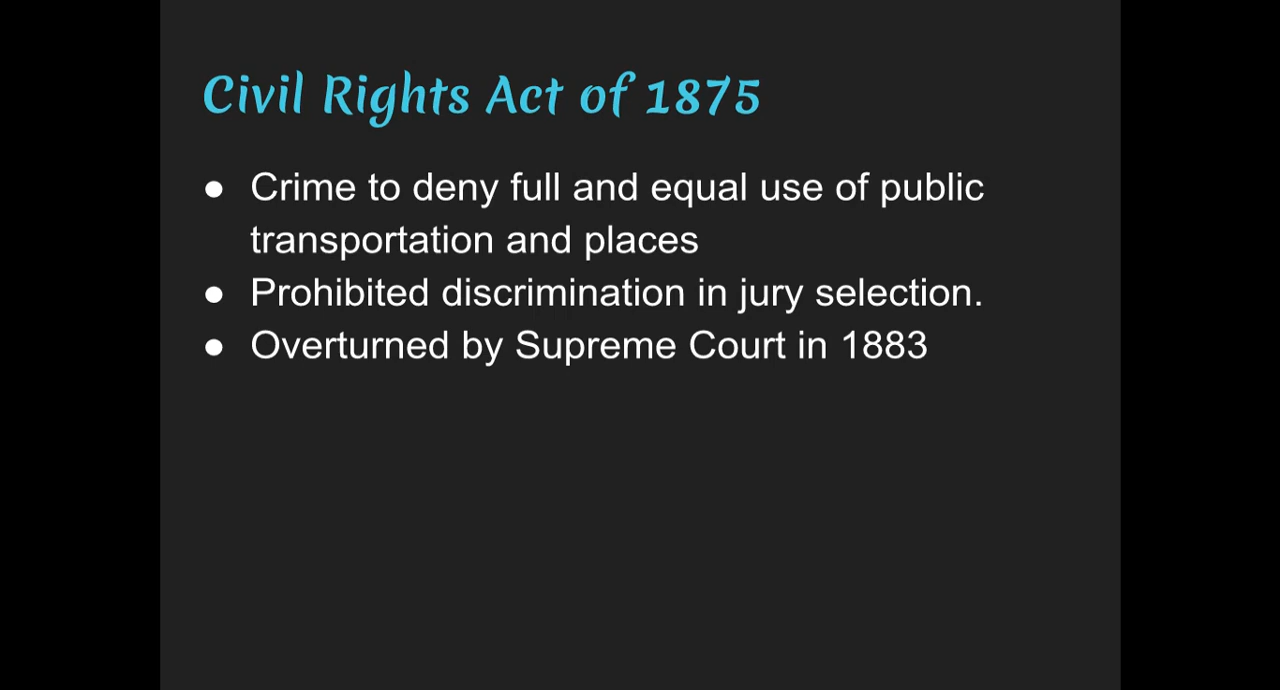 Civil Rights Act of 1875
● Crime to deny full and equal use of public
transportation and places
● Prohibited discrimination in jury selection.
● Overturned by Supreme Court in 1883